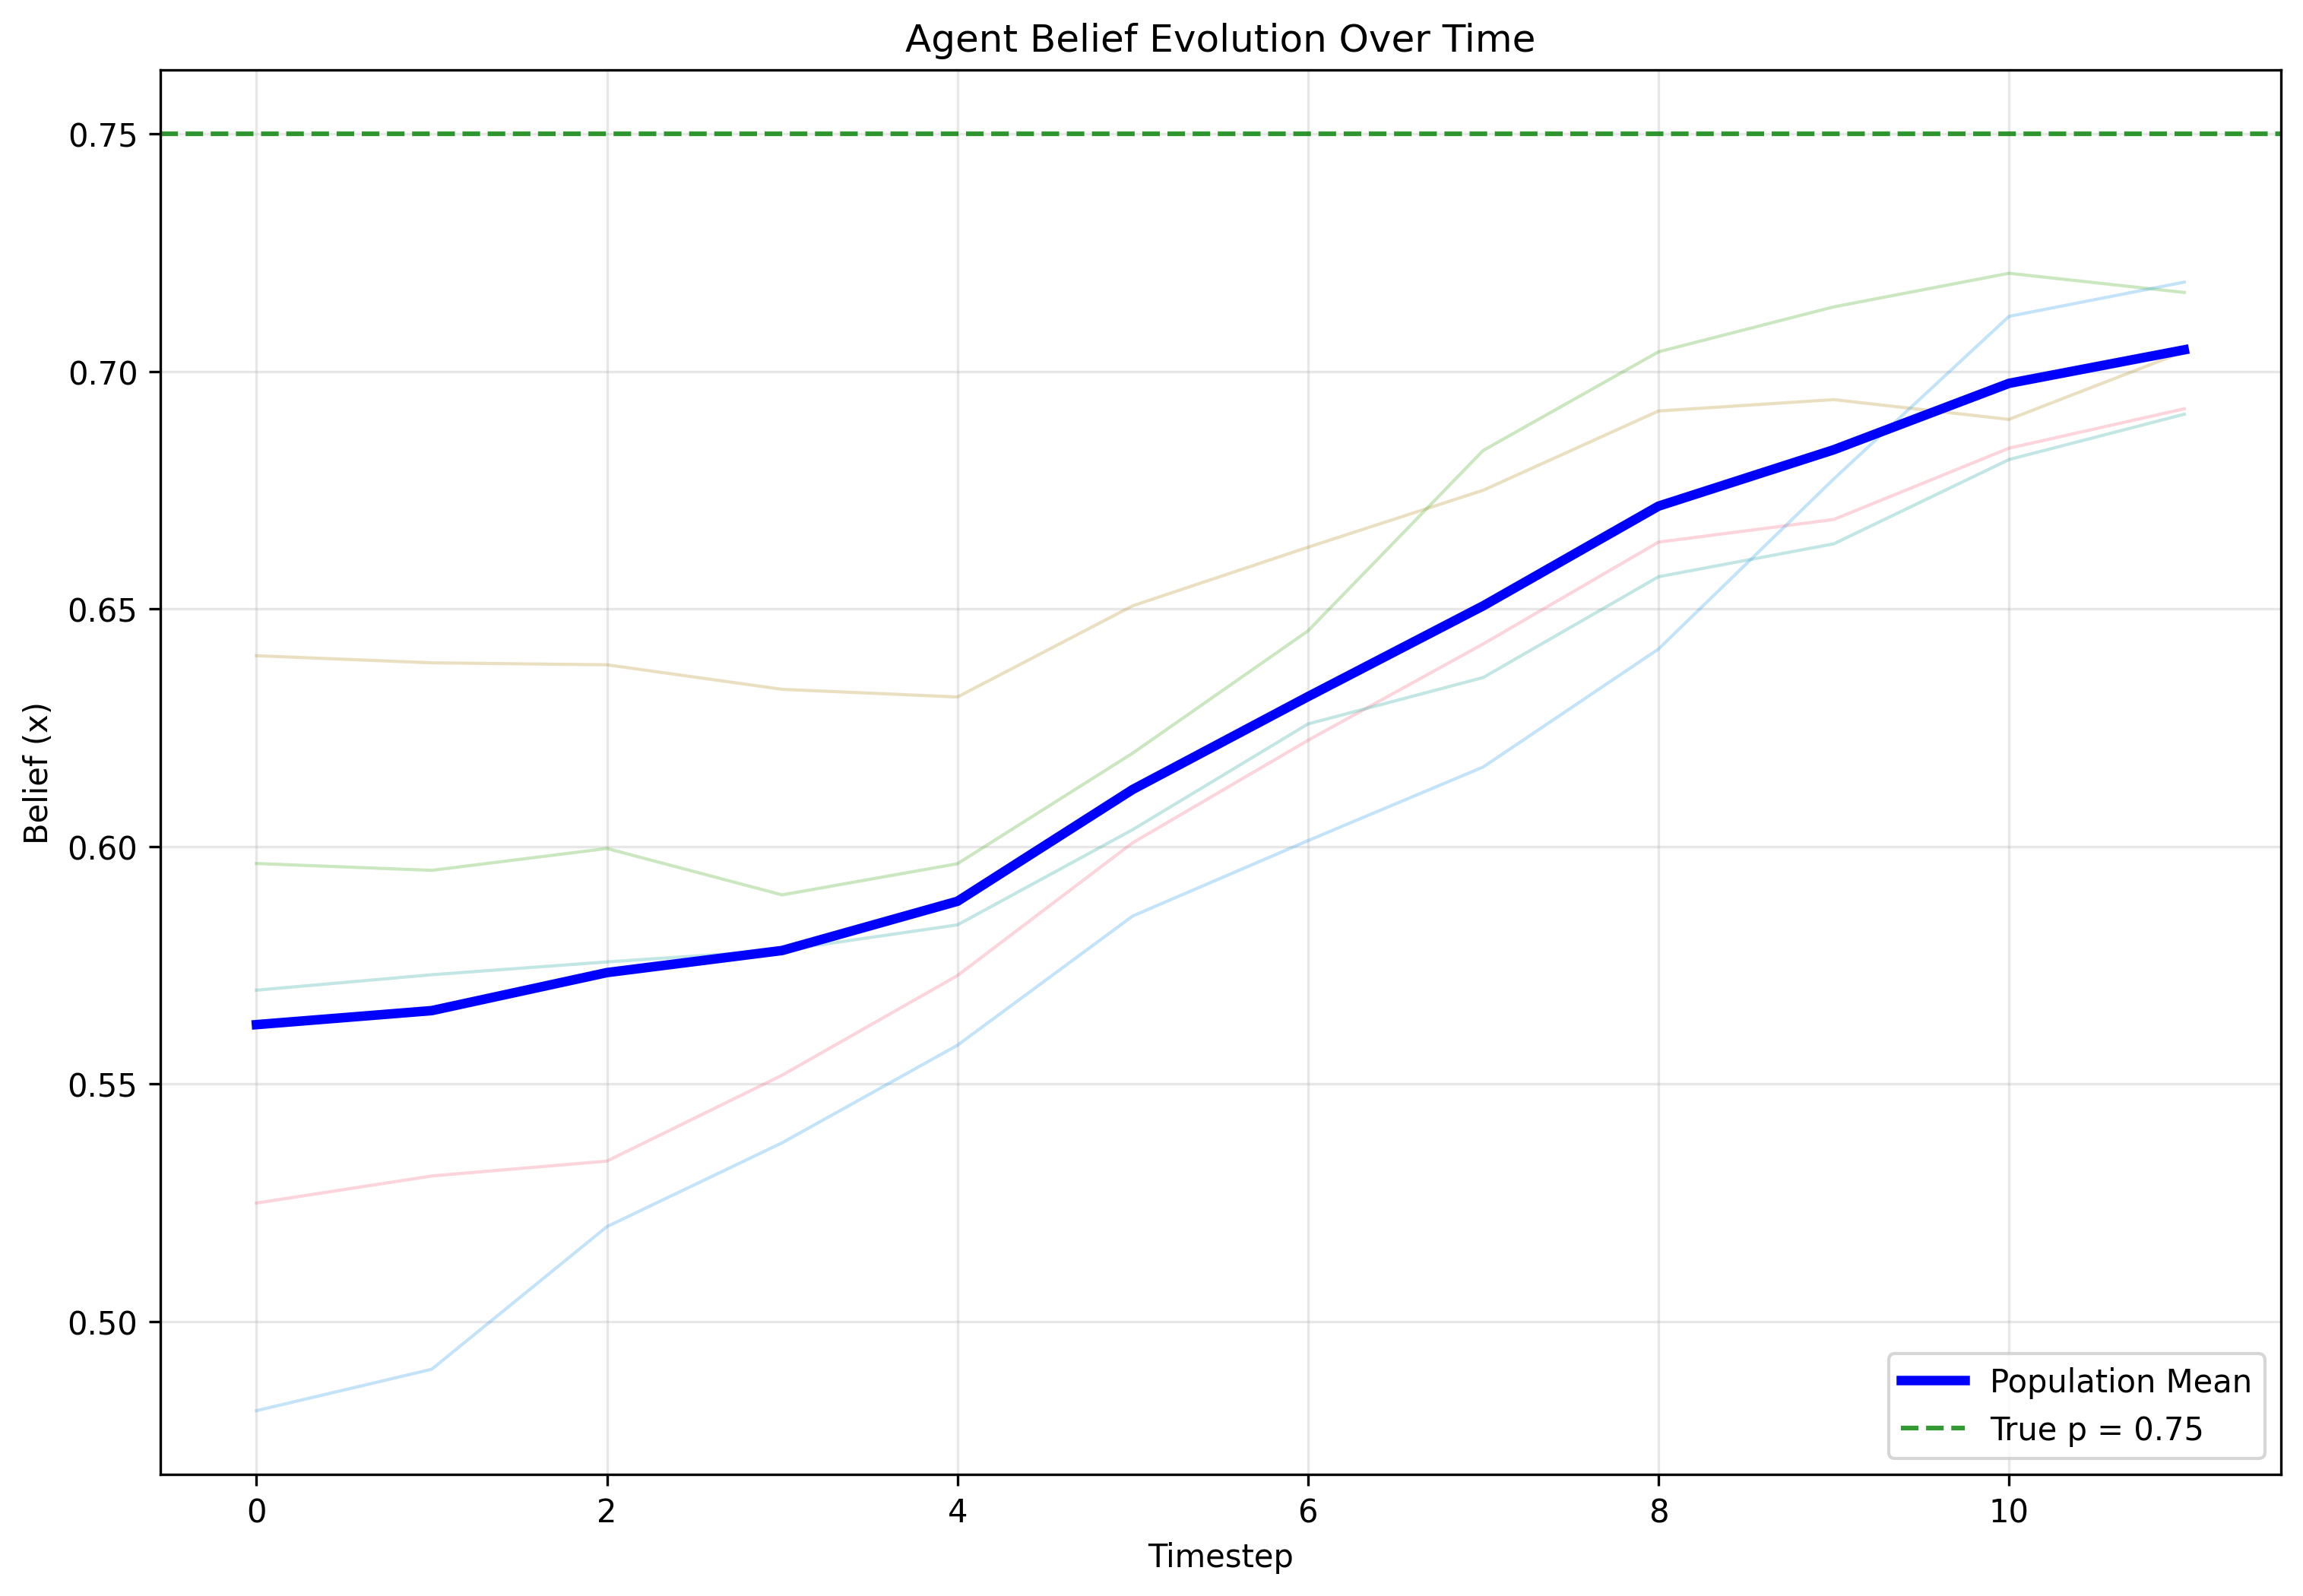 Agent Belief Evolution Over Time
Belief (x)
0.75
0.70
0.65
0.60
0.55
0.50
0
2
4
6
8
10
Timestep
Population Mean
True p = 0.75